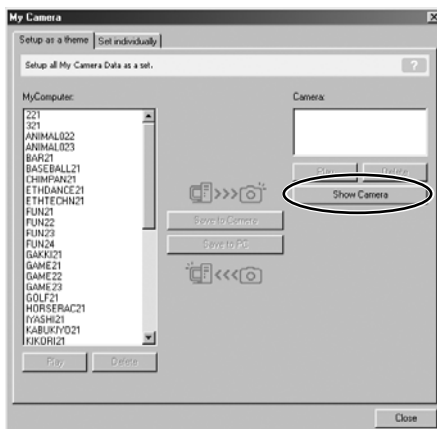 My Camera
Setup as a theme
Set individually
Setup all My Camera Data as a set.
?
MyComputer:
221
321
ANIMAL022
ANIMAL023
BAR21
BASEBALL21
CHIMPAN21
ETHDANCE21
ETHTECHN21
FUN21
FUN22
FUN23
FUN24
GAKKI21
GAME21
GAME22
GAME23
GOLF21
HORSERAC21
IYASHI21
KABUKIYO21
KIKORI21
Play
Delete
>>>
Save to Camera
Save to PC
<<<
Camera:
Play
Delete
Show Camera
Close